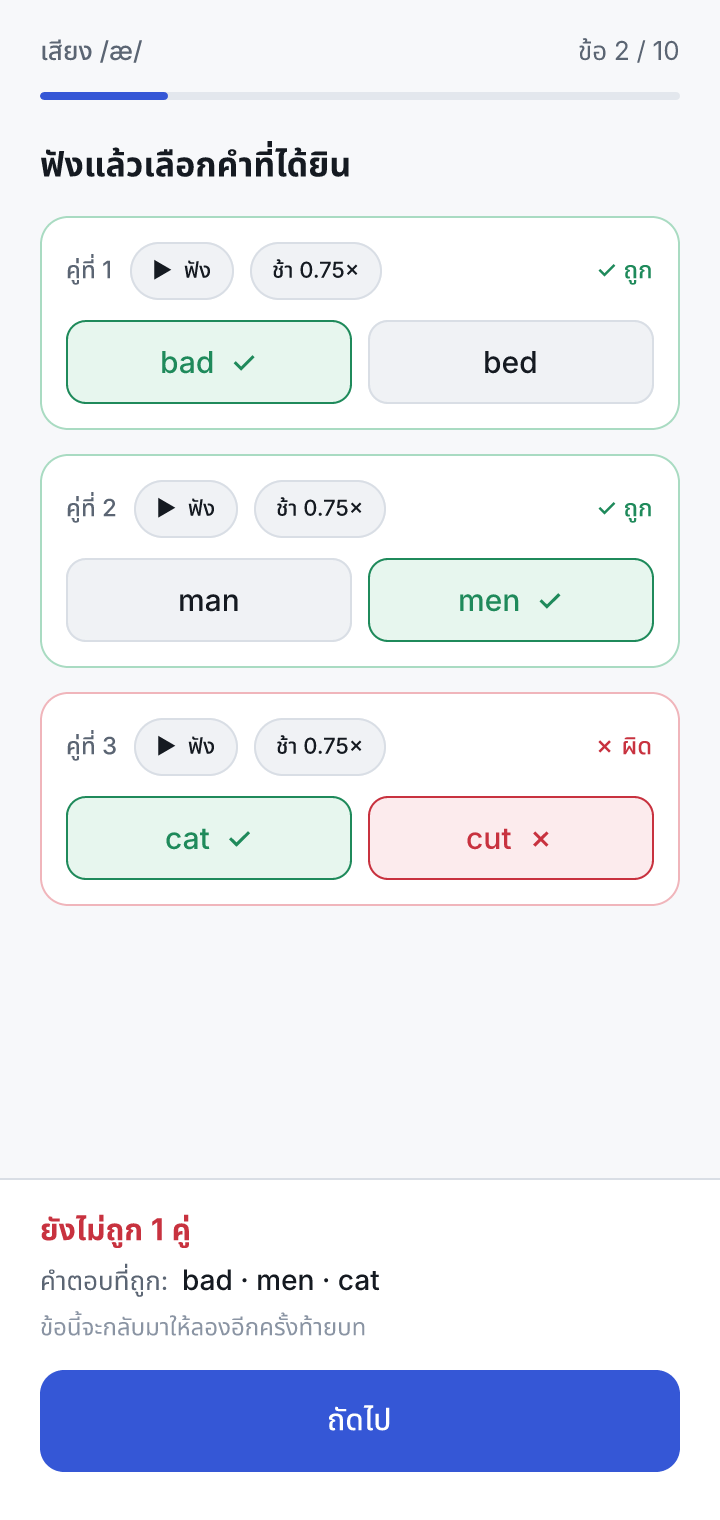 เสียง /æ/ ข้อ 2 / 10
ฟังแล้วเลือกคำที่ได้ยิน
คู่ที่ 1 ▶ ฟัง ช้า 0.75× ✓ ถูก
bad ✓ bed
คู่ที่ 2 ▶ ฟัง ช้า 0.75× ✓ ถูก
man men ✓
คู่ที่ 3 ▶ ฟัง ช้า 0.75× × ผิด
cat ✓ cut ×
ยังไม่ถูก 1 คู่
คำตอบที่ถูก: bad · men · cat
ข้อนี้จะกลับมาให้ลองอีกครั้งท้ายบท
ถัดไป